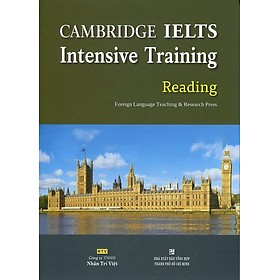 CAMBRIDGE IELTS
Intensive Training
Reading
Foreign Language Teaching & Research Press
NTV
Công ty TNHH
Nhân Trí Việt
NHÀ XUẤT BẢN TỔNG HỢP
THÀNH PHỐ HỒ CHÍ MINH